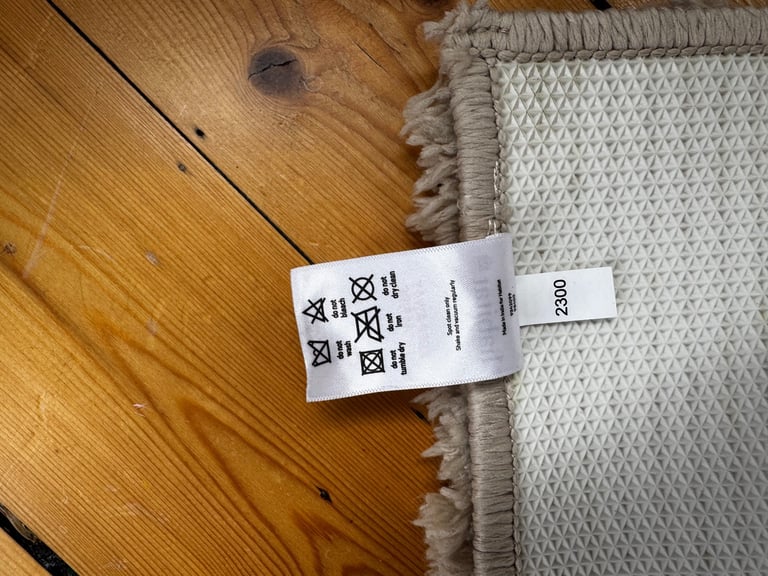 do not
wash
do not
bleach
do not
tumble dry
do not
iron
do not
dry clean
Spot clean only
Shake and vacuum regularly
Made in India for Habitat
2300